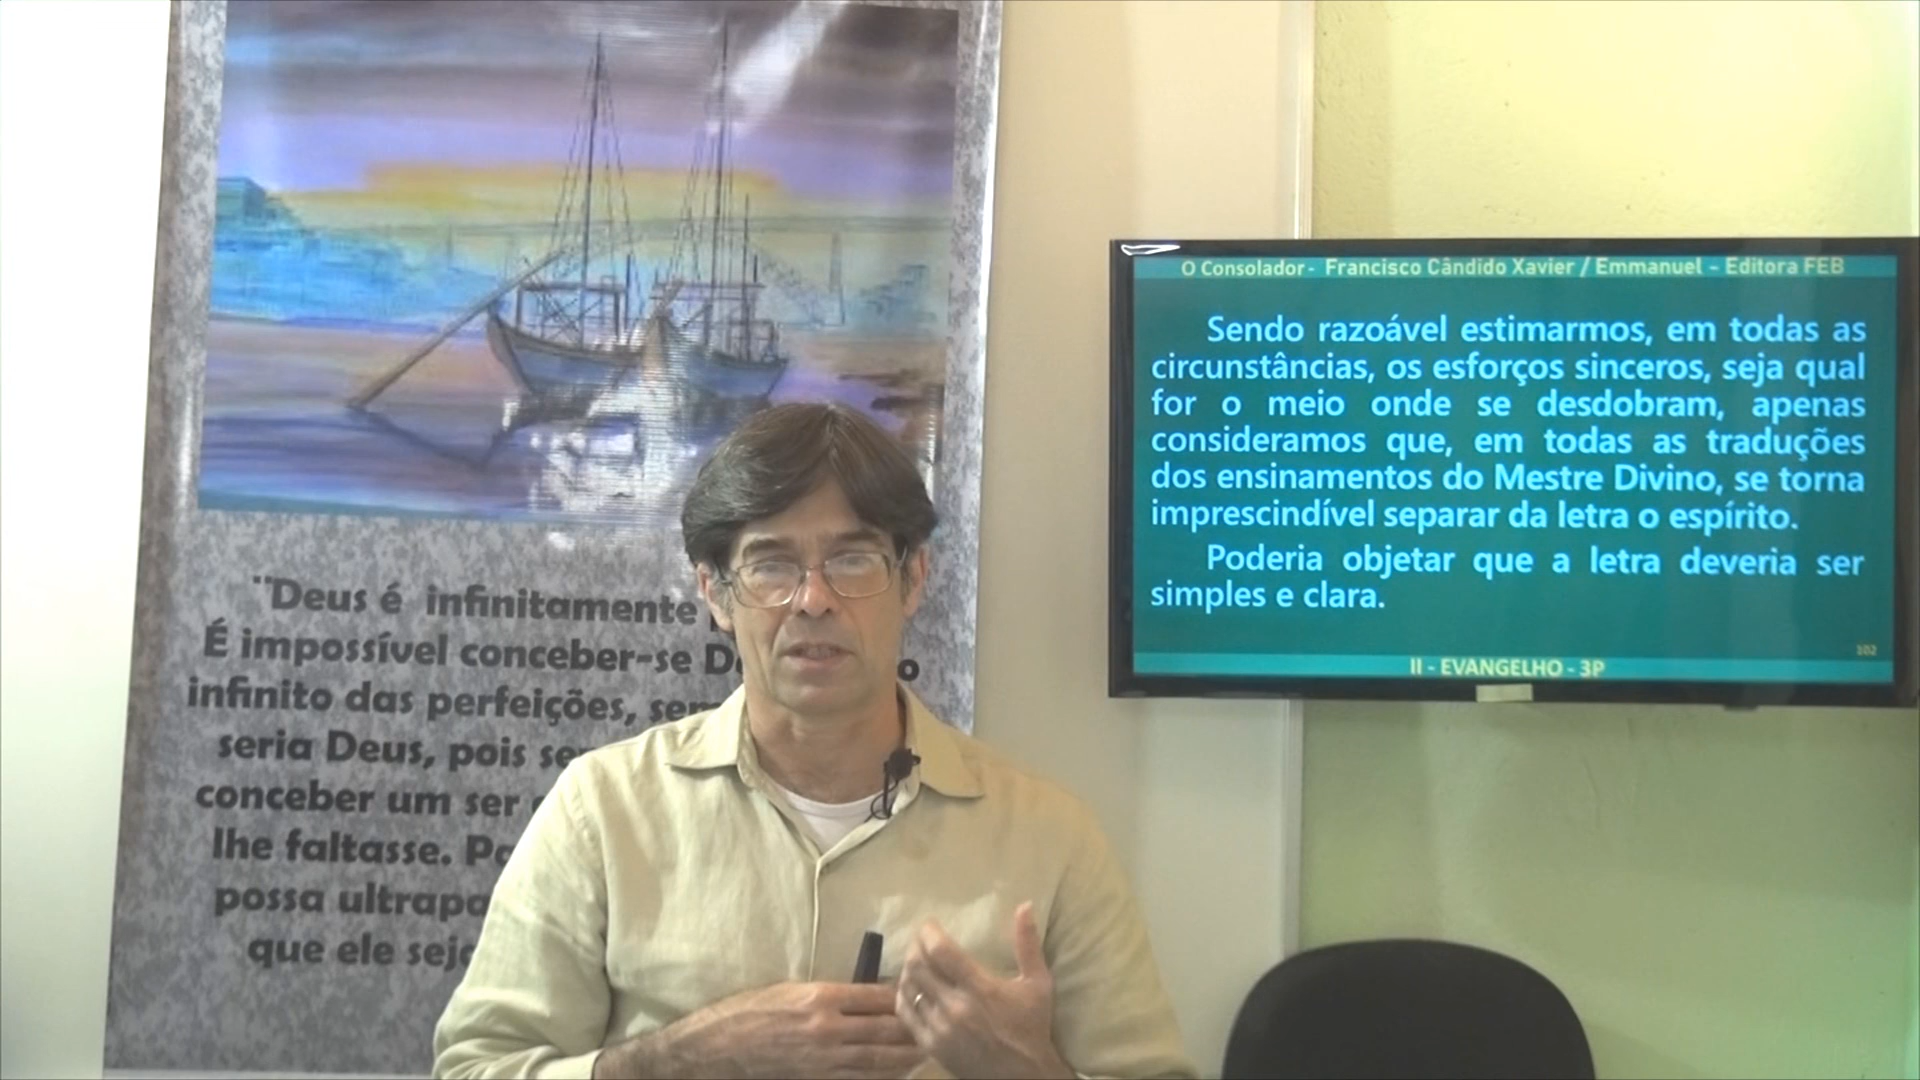 ¨Deus é infinitamente
É impossível conceber-se
infinito das perfeições,
seria Deus, pois
conceber um ser
lhe faltasse.
possa
que ele
O Consolador - Francisco Cândido Xavier / Emmanuel - Editora FEB
Sendo razoável estimarmos, em todas as
circunstâncias, os esforços sinceros, seja qual
for o meio onde se desdobram, apenas
consideramos que, em todas as traduções
dos ensinamentos do Mestre Divino, se torna
imprescindível separar da letra o espírito.
Poderia objetar que a letra deveria ser
simples e clara.
102
II - EVANGELHO - 3P